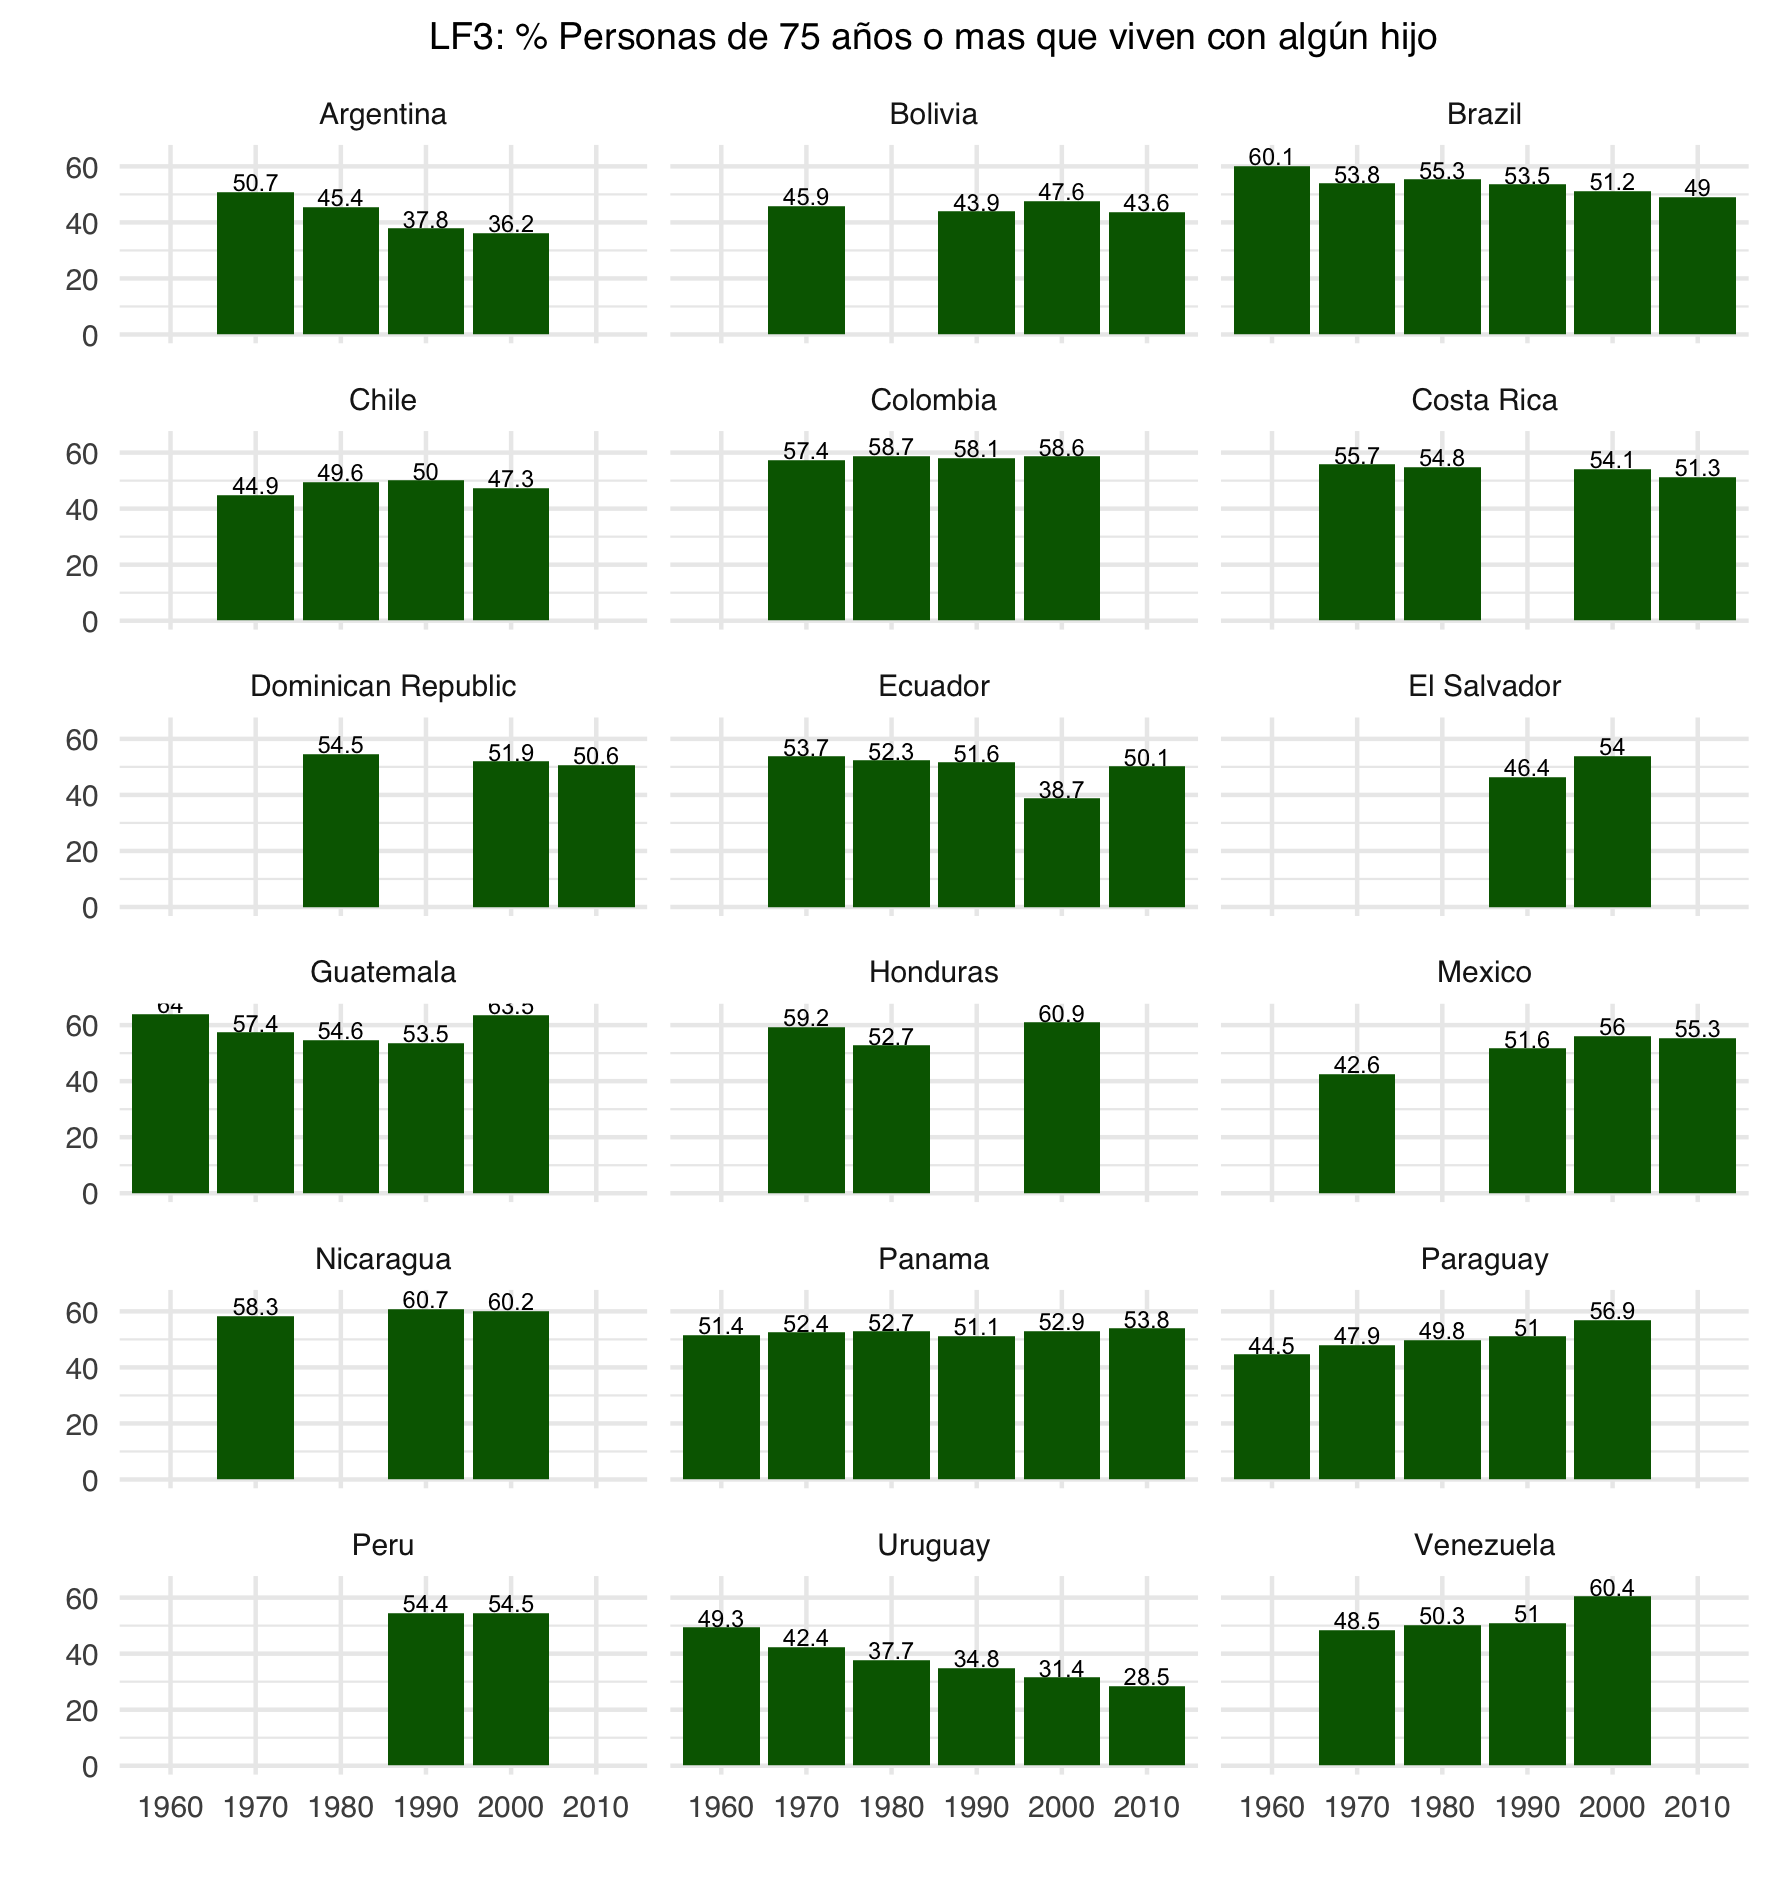 LF3: % Personas de 75 años o mas que viven con algún hijo
Argentina Bolivia Brazil
60 40 20 0
50.7 45.4 37.8 36.2
45.9 43.9 47.6 43.6
60.1 53.8 55.3 53.5 51.2 49
Chile Colombia Costa Rica
60 40 20 0
44.9 49.6 50 47.3
57.4 58.7 58.1 58.6
55.7 54.8 54.1 51.3
Dominican Republic Ecuador El Salvador
60 40 20 0
54.5 51.9 50.6
53.7 52.3 51.6 38.7 50.1
46.4 54
Guatemala Honduras Mexico
60 40 20 0
64 57.4 54.6 53.5 63.5
59.2 52.7 60.9
42.6 51.6 56 55.3
Nicaragua Panama Paraguay
60 40 20 0
58.3 60.7 60.2
51.4 52.4 52.7 51.1 52.9 53.8
44.5 47.9 49.8 51 56.9
Peru Uruguay Venezuela
60 40 20 0
54.4 54.5
49.3 42.4 37.7 34.8 31.4 28.5
48.5 50.3 51 60.4
1960 1970 1980 1990 2000 2010 1960 1970 1980 1990 2000 2010 1960 1970 1980 1990 2000 2010